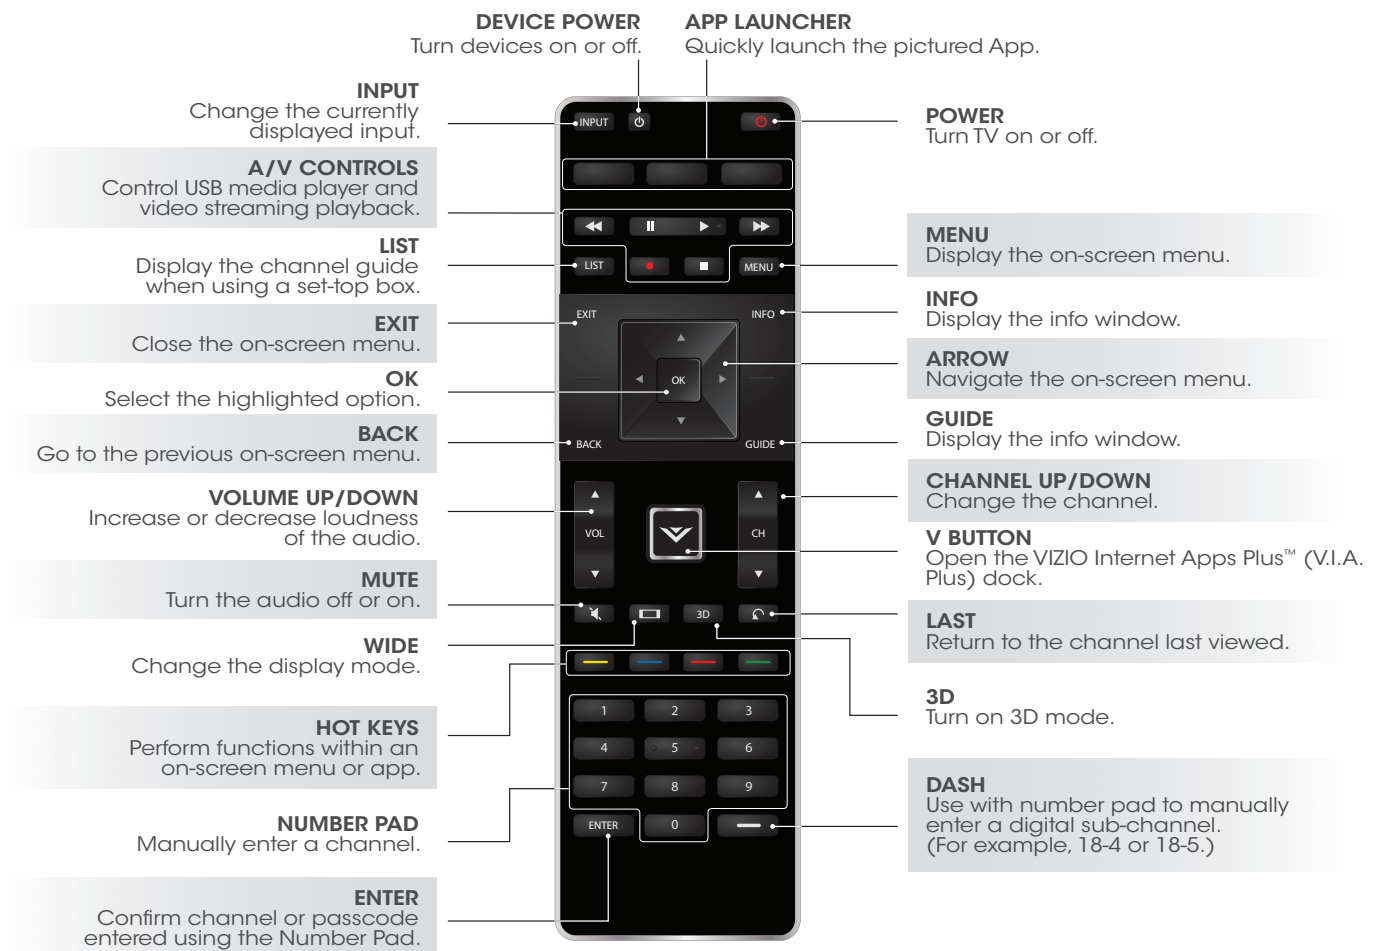 DEVICE POWER
Turn devices on or off.
APP LAUNCHER
Quickly launch the pictured App.
INPUT
Change the currently
displayed input.
A/V CONTROLS
Control USB media player and
video streaming playback.
LIST
Display the channel guide
when using a set-top box.
EXIT
Close the on-screen menu.
OK
Select the highlighted option.
BACK
Go to the previous on-screen menu.
VOLUME UP/DOWN
Increase or decrease loudness
of the audio.
MUTE
Turn the audio off or on.
WIDE
Change the display mode.
HOT KEYS
Perform functions within an
on-screen menu or app.
NUMBER PAD
Manually enter a channel.
ENTER
Confirm channel or passcode
entered using the Number Pad.
INPUT
LIST
MENU
EXIT
INFO
OK
BACK
GUIDE
VOL
CH
3D
1 2 3
4 5 6
7 8 9
ENTER 0
POWER
Turn TV on or off.
MENU
Display the on-screen menu.
INFO
Display the info window.
ARROW
Navigate the on-screen menu.
GUIDE
Display the info window.
CHANNEL UP/DOWN
Change the channel.
V BUTTON
Open the VIZIO Internet Apps Plus™ (V.I.A.
Plus) dock.
LAST
Return to the channel last viewed.
3D
Turn on 3D mode.
DASH
Use with number pad to manually
enter a digital sub-channel.
(For example, 18-4 or 18-5.)